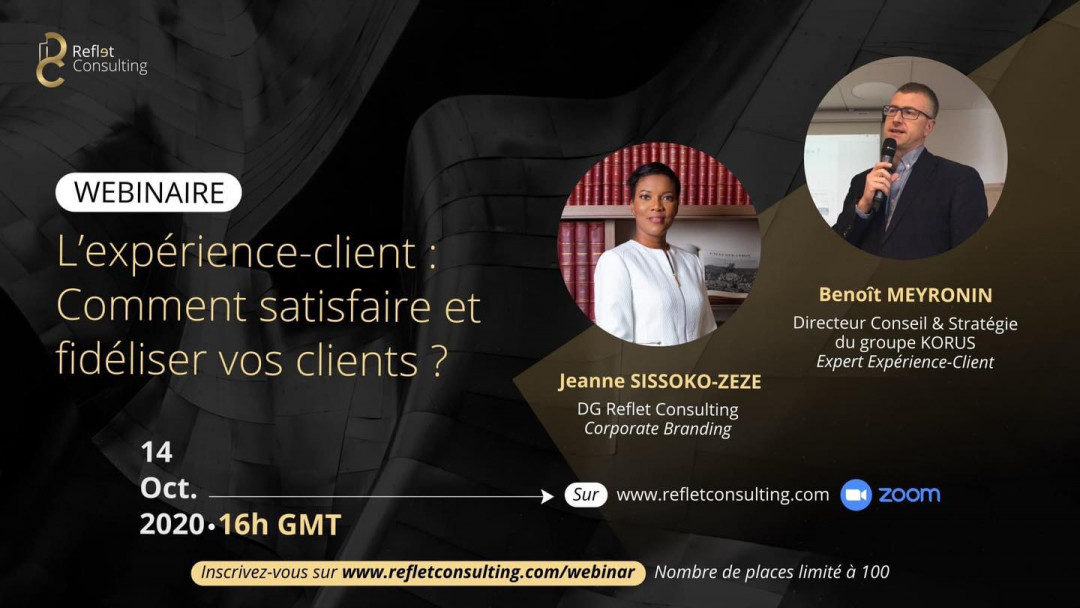 Reflet
Consulting
WEBINAIRE
L'expérience-client :
Comment satisfaire et
fidéliser vos clients ?
Jeanne SISSOKO-ZEZE
DG Reflet Consulting
Corporate Branding
Benoît MEYRONIN
Directeur Conseil & Stratégie
du groupe KORUS
Expert Expérience-Client
14
Oct.
2020 • 16h GMT
Sur www.refletconsulting.com zoom
Inscrivez-vous sur www.refletconsulting.com/webinar Nombre de places limité à 100